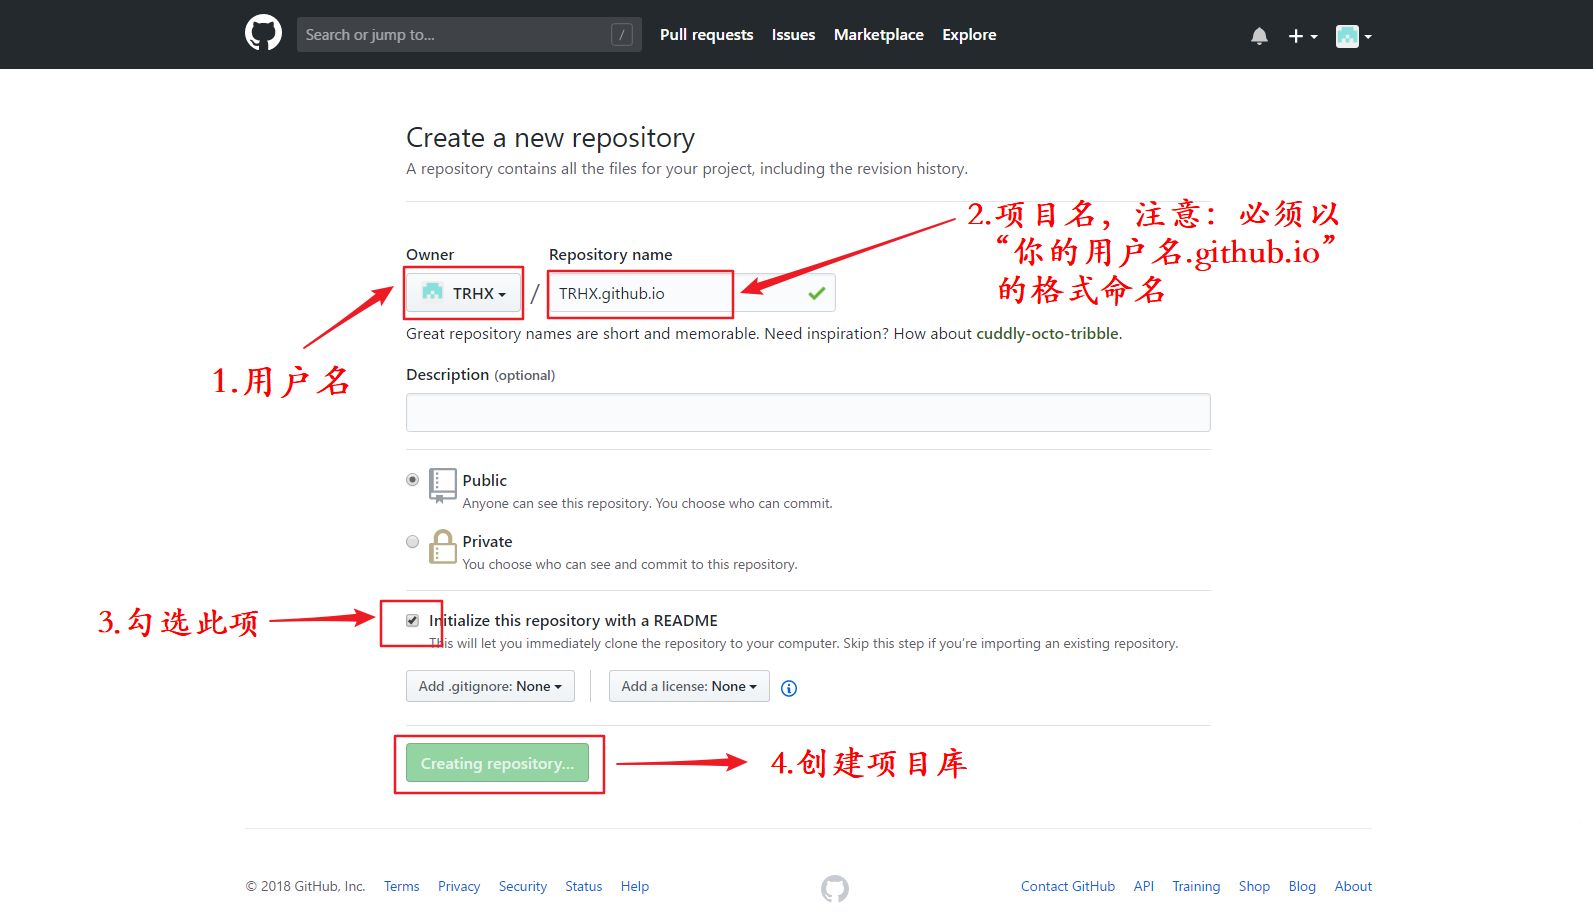 Search or jump to...
/
Pull requests
Issues
Marketplace
Explore
Create a new repository
A repository contains all the files for your project, including the revision history.
2.项目名，注意：必须以
“你的用户名.github.io”
的格式命名
Owner
Repository name
TRHX
/
TRHX.github.io
Great repository names are short and memorable. Need inspiration? How about cuddly-octo-tribble.
1.用户名
Description (optional)
Public
Anyone can see this repository. You choose who can commit.
Private
You choose who can see and commit to this repository.
3.勾选此项
Initialize this repository with a README
This will let you immediately clone the repository to your computer. Skip this step if you’re importing an existing repository.
Add .gitignore: None
Add a license: None
Creating repository...
4.创建项目库
© 2018 GitHub, Inc.
Terms
Privacy
Security
Status
Help
Contact GitHub
API
Training
Shop
Blog
About